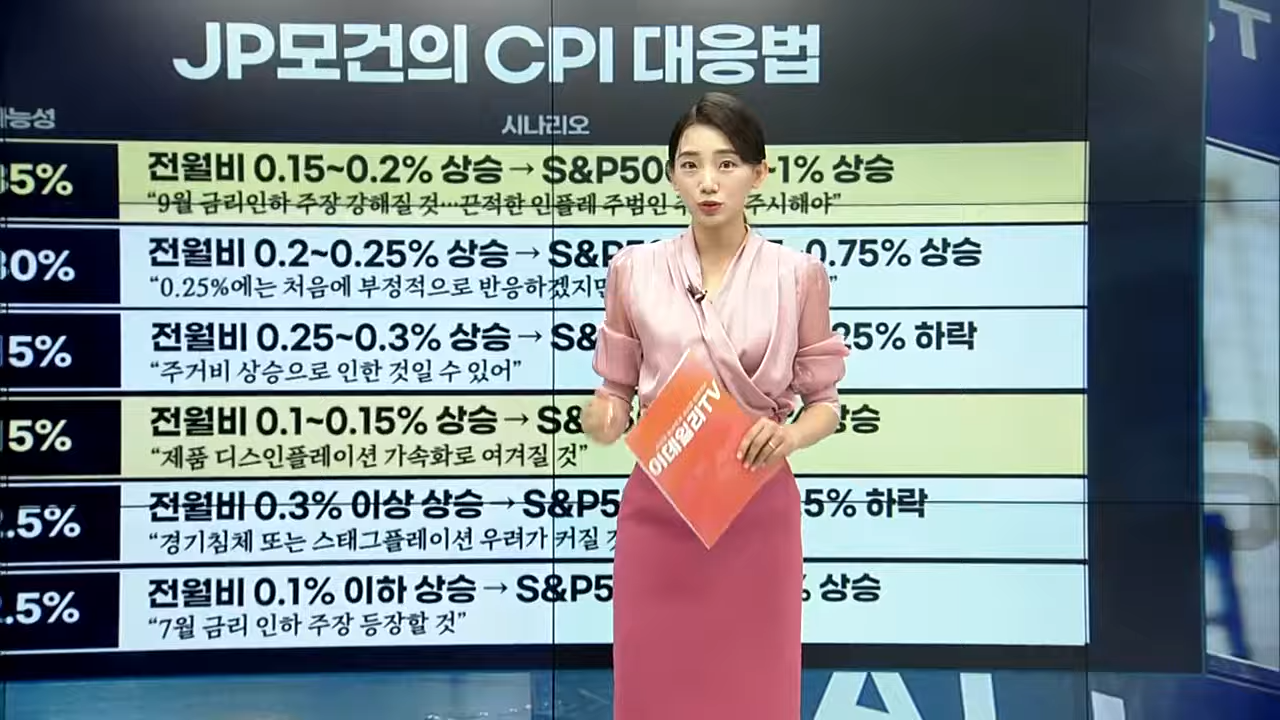 JP모건의 CPI 대응법
시나리오
5% 전월비 0.15~0.2% 상승 → S&P50 ~1% 상승
“9월 금리인하 주장 강해질 것…끈적한 인플레 주범인 주시해야”
0% 전월비 0.2~0.25% 상승 → S&P 0.75% 상승
“0.25%에는 처음에 부정적으로 반응하겠지만
5% 전월비 0.25~0.3% 상승 → S& 25% 하락
“주거비 상승으로 인한 것일 수 있어”
5% 전월비 0.1~0.15% 상승 → S& % 상승
“제품 디스인플레이션 가속화로 여겨질 것”
.5% 전월비 0.3% 이상 상승 → S&P5 5% 하락
“경기침체 또는 스태그플레이션 우려가 커질
.5% 전월비 0.1% 이하 상승 → S&P5 % 상승
“7월 금리 인하 주장 등장할 것”
이데일리TV